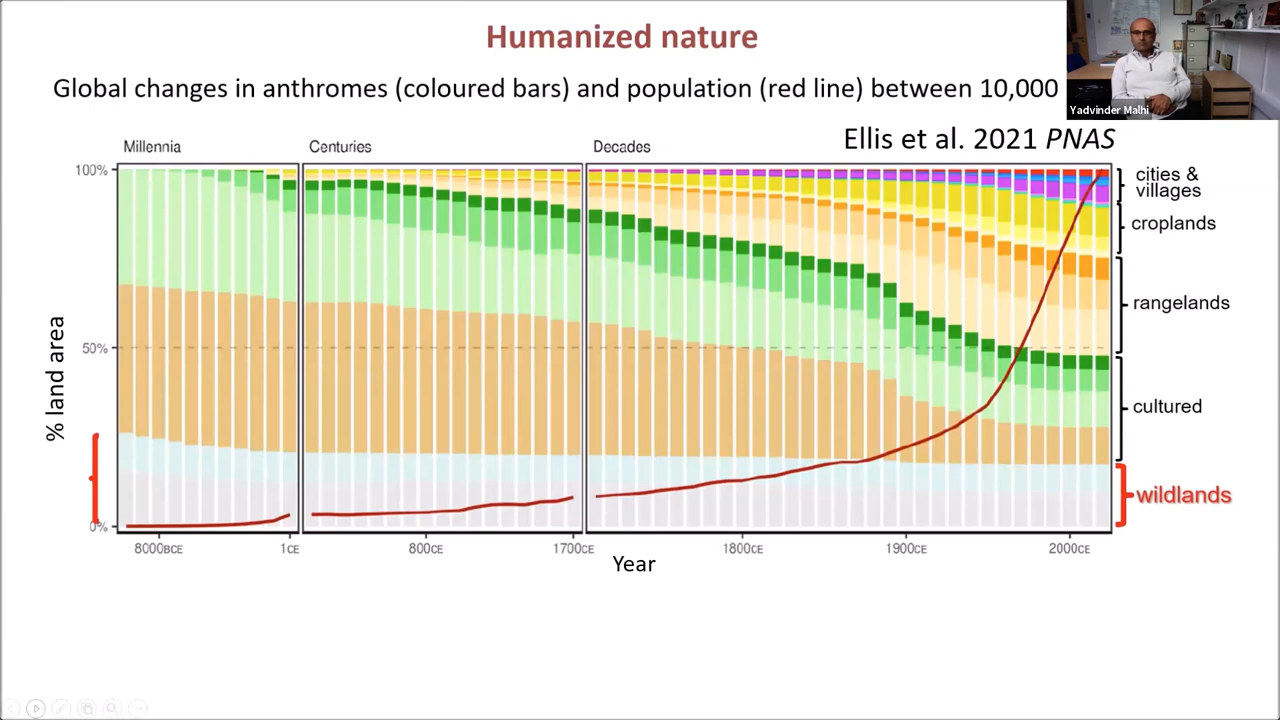 Humanized nature
Global changes in anthromes (coloured bars) and population (red line) between 10,000
Yadvinder Malhi
Ellis et al. 2021 PNAS
Millennia
Centuries
Decades
100%
50%
0%
% land area
cities &
villages
croplands
rangelands
cultured
wildlands
8000BCE
1CE
800CE
1700CE
1800CE
1900CE
2000CE
Year